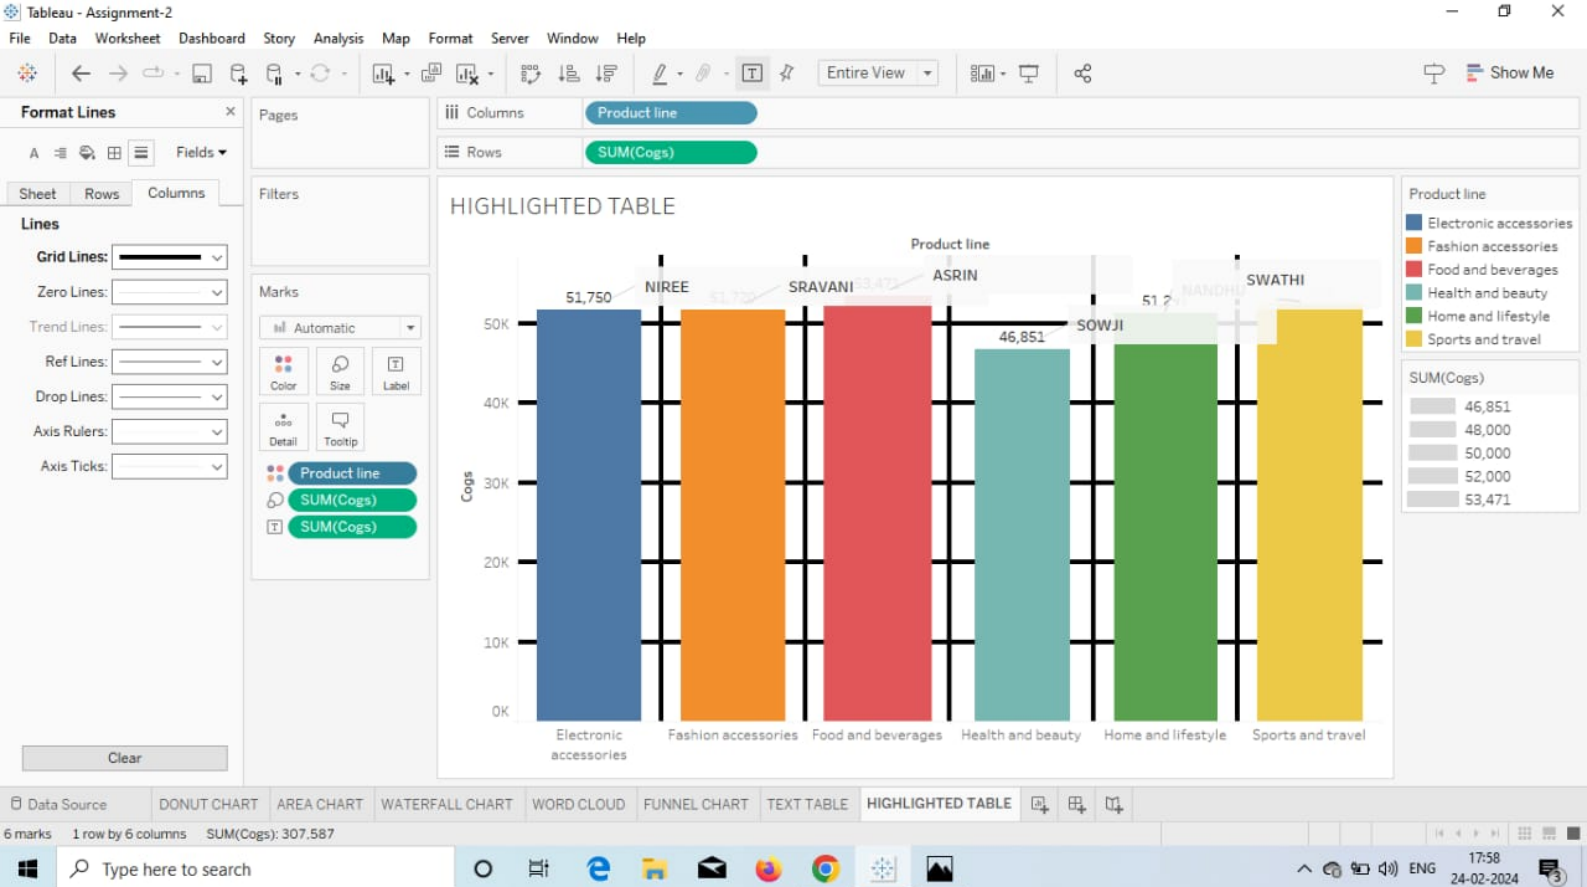 Tableau - Assignment-2
File Data Worksheet Dashboard Story Analysis Map Format Server Window Help
Entire View
Show Me
Format Lines
Fields
Sheet Rows Columns
Lines
Grid Lines:
Zero Lines:
Trend Lines:
Ref Lines:
Drop Lines:
Axis Rulers:
Axis Ticks:
Clear
Pages
Filters
Marks
Automatic
Color Size Label
Detail Tooltip
Product line
SUM(Cogs)
SUM(Cogs)
Columns Product line
Rows SUM(Cogs)
HIGHLIGHTED TABLE
Product line
51,750 NIREE SRAVANI 53,471 ASRIN NANDHU SWATHI
46,851 SOWJI
Cogs
50K
40K
30K
20K
10K
0K
Electronic accessories
Fashion accessories
Food and beverages
Health and beauty
Home and lifestyle
Sports and travel
Product line
Electronic accessories
Fashion accessories
Food and beverages
Health and beauty
Home and lifestyle
Sports and travel
SUM(Cogs)
46,851
48,000
50,000
52,000
53,471
Data Source DONUT CHART AREA CHART WATERFALL CHART WORD CLOUD FUNNEL CHART TEXT TABLE HIGHLIGHTED TABLE
6 marks 1 row by 6 columns SUM(Cogs): 307,587
Type here to search
ENG
17:58
24-02-2024
3